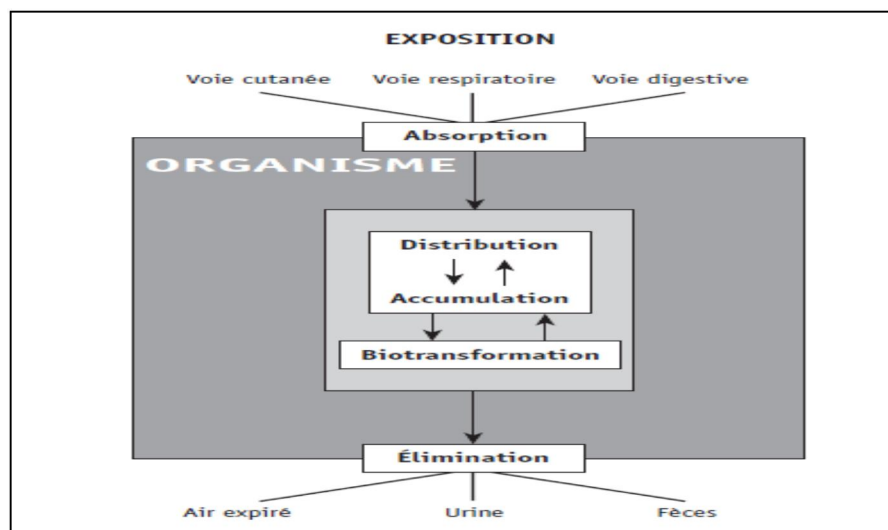 EXPOSITION
Voie cutanée Voie respiratoire Voie digestive
Absorption
ORGANISME
Distribution
Accumulation
Biotransformation
Élimination
Air expiré Urine Fèces